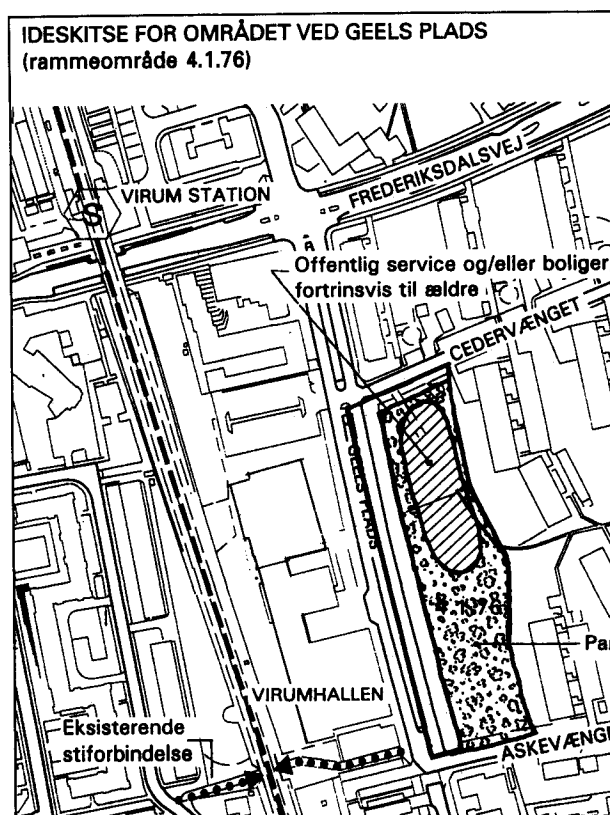 IDESKITSE FOR OMRÅDET VED GEELS PLADS
(rammeområde 4.1.76)
VIRUM STATION
S
FREDERIKSDALSVEJ
Offentlig service og/eller boliger
fortrinsvis til ældre
CEDERVÆNGET
GEELS PLADS
Par
VIRUMHALLEN
Eksisterende
stiforbindelse
ASKEVÆNGE